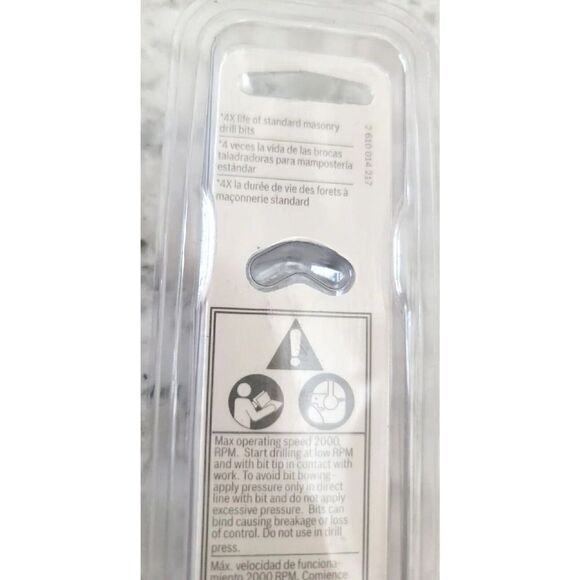 *4X life of standard masonry
drill bits
*4 veces la vida de las brocas
taladradoras para mampostería
estándar
*4X la durée de vie des forets à
maçonnerie standard
2 610 014 217
Max operating speed 2000
RPM. Start drilling at low RPM
and with bit tip in contact with
work. To avoid bit bowing
apply pressure only in direct
line with bit and do not apply
excessive pressure. Bits can
bind causing breakage or loss
of control. Do not use in drill
press.
Máx. velocidad de funciona-
miento 2000 RPM. Comience